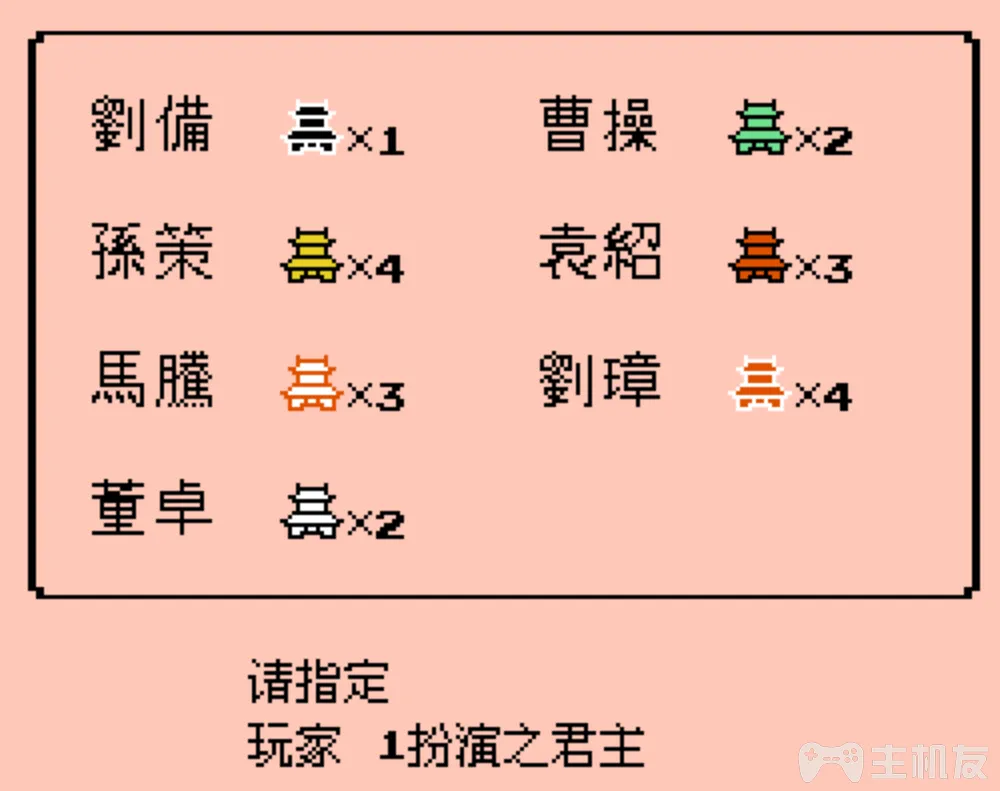 劉備 ×1 曹操 ×2
孫策 ×4 袁紹 ×3
馬騰 ×3 劉璋 ×4
董卓 ×2
请指定
玩家 1扮演之君主
主机友